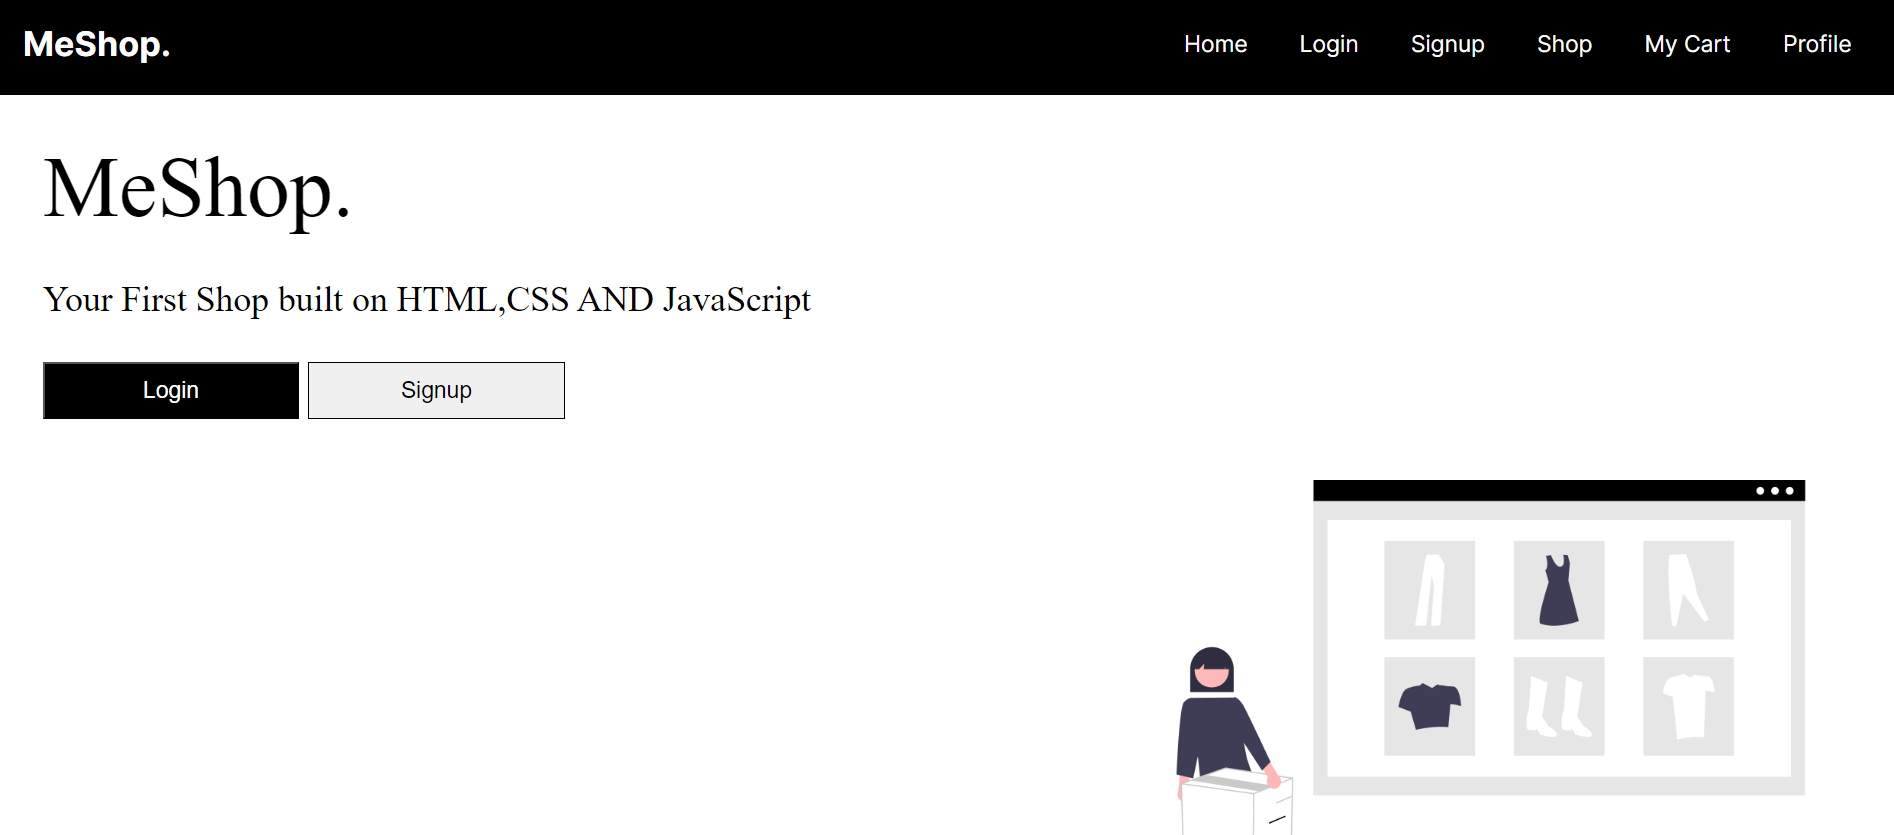 MeShop.
Home Login Signup Shop My Cart Profile
MeShop.
Your First Shop built on HTML,CSS AND JavaScript
Login Signup